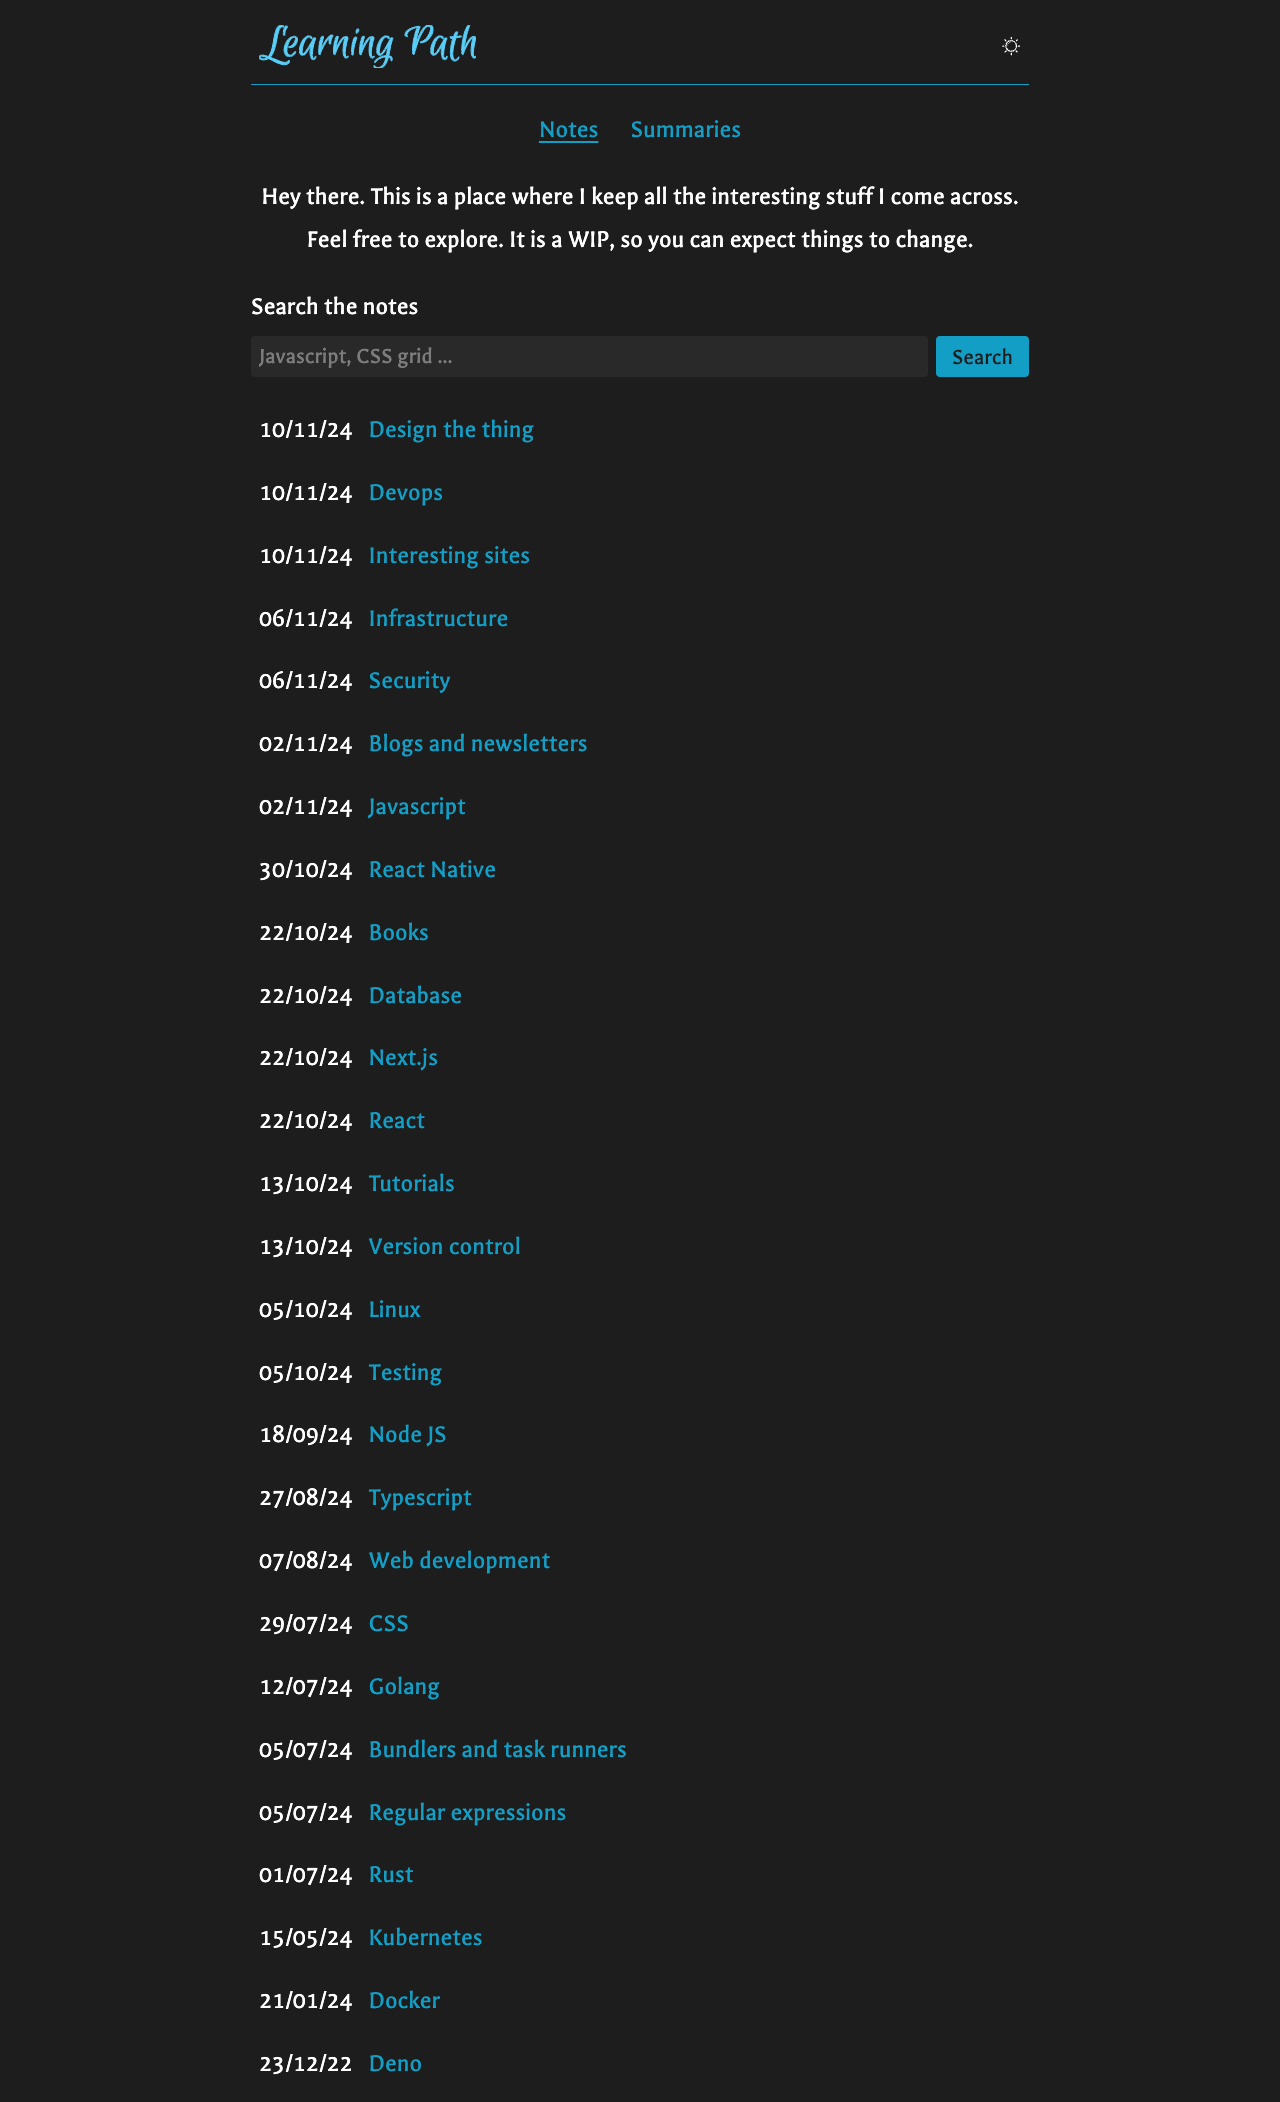 Learning Path
Notes Summaries
Hey there. This is a place where I keep all the interesting stuff I come across.
Feel free to explore. It is a WIP, so you can expect things to change.
Search the notes
Javascript, CSS grid ... Search
10/11/24 Design the thing
10/11/24 Devops
10/11/24 Interesting sites
06/11/24 Infrastructure
06/11/24 Security
02/11/24 Blogs and newsletters
02/11/24 Javascript
30/10/24 React Native
22/10/24 Books
22/10/24 Database
22/10/24 Next.js
22/10/24 React
13/10/24 Tutorials
13/10/24 Version control
05/10/24 Linux
05/10/24 Testing
18/09/24 Node JS
27/08/24 Typescript
07/08/24 Web development
29/07/24 CSS
12/07/24 Golang
05/07/24 Bundlers and task runners
05/07/24 Regular expressions
01/07/24 Rust
15/05/24 Kubernetes
21/01/24 Docker
23/12/22 Deno